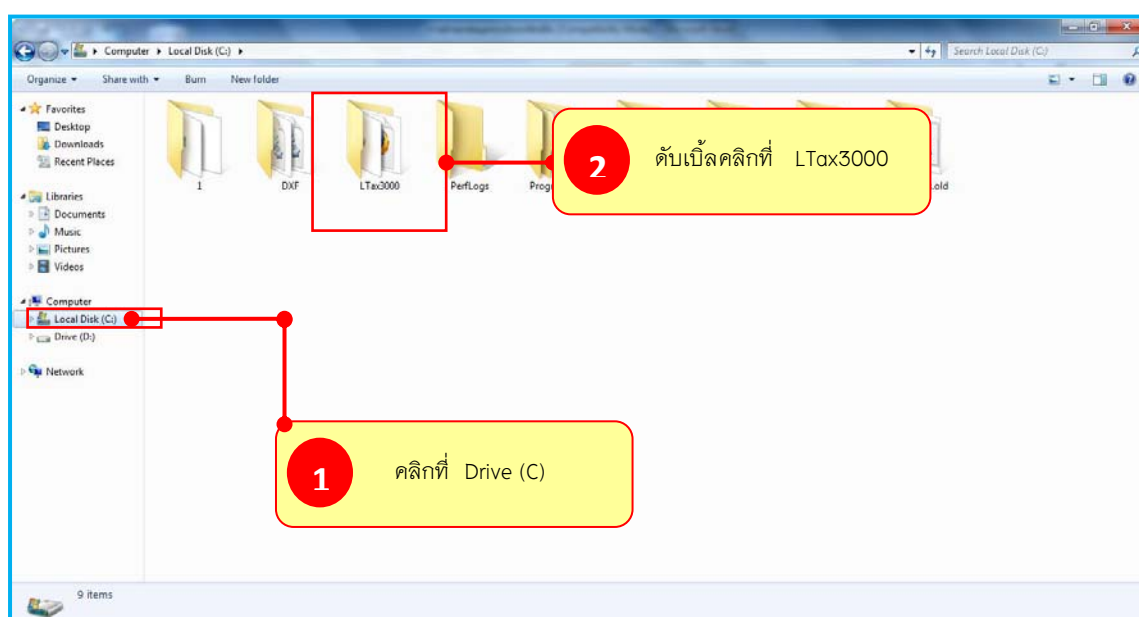 Computer ▸ Local Disk (C:) ▸
Search Local Disk (C:)
Organize Share with Burn New folder
Favorites
Desktop
Downloads
Recent Places
Libraries
Documents
Music
Pictures
Videos
Computer
Local Disk (C:)
Drive (D:)
Network
1 DXF LTax3000 PerfLogs Prog .old
2 ดับเบิ้ลคลิกที่ LTax3000
1 คลิกที่ Drive (C)
9 items